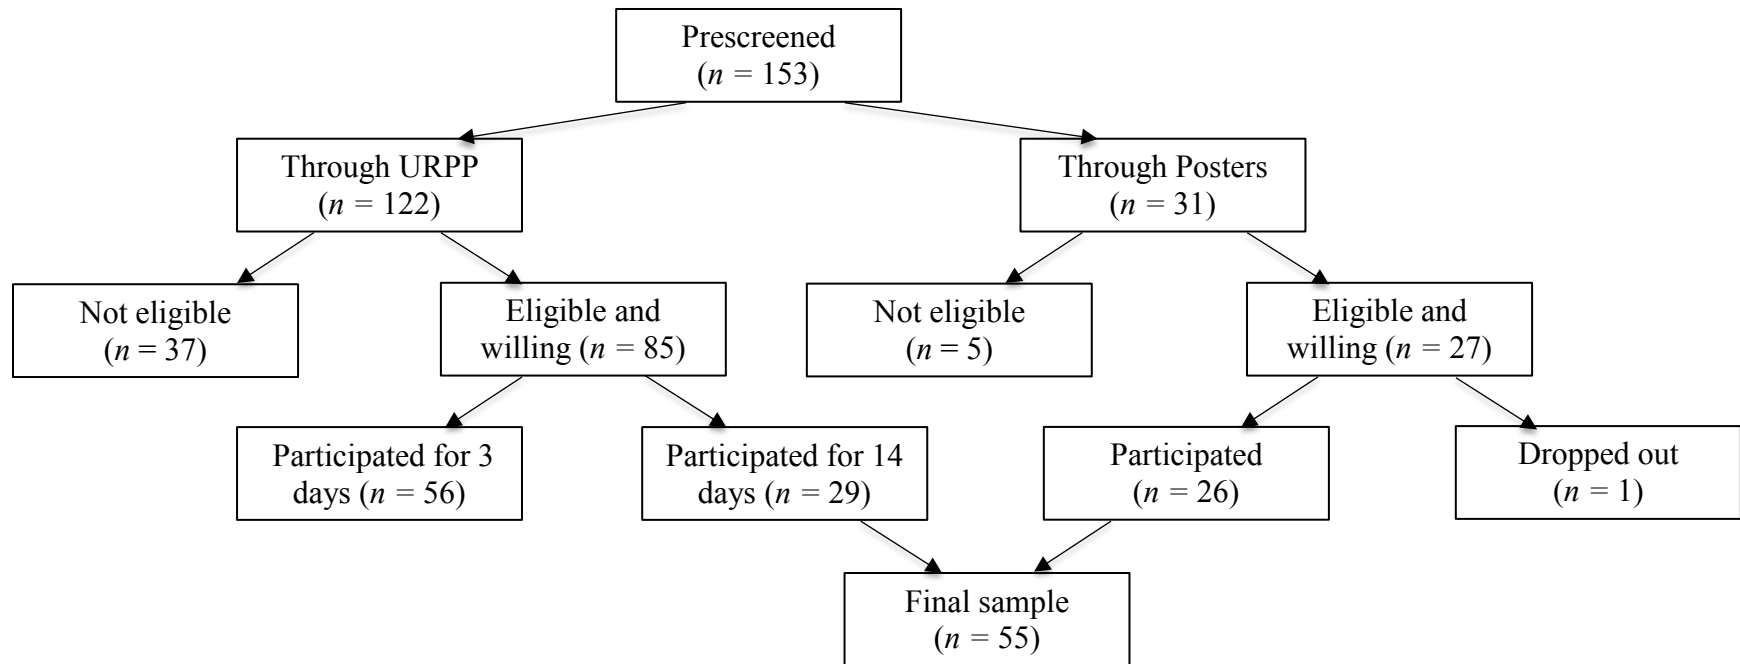 Prescreened
(n = 153)
Through URPP
(n = 122)
Through Posters
(n = 31)
Not eligible
(n = 37)
Eligible and
willing (n = 85)
Not eligible
(n = 5)
Eligible and
willing (n = 27)
Participated for 3
days (n = 56)
Participated for 14
days (n = 29)
Participated
(n = 26)
Dropped out
(n = 1)
Final sample
(n = 55)